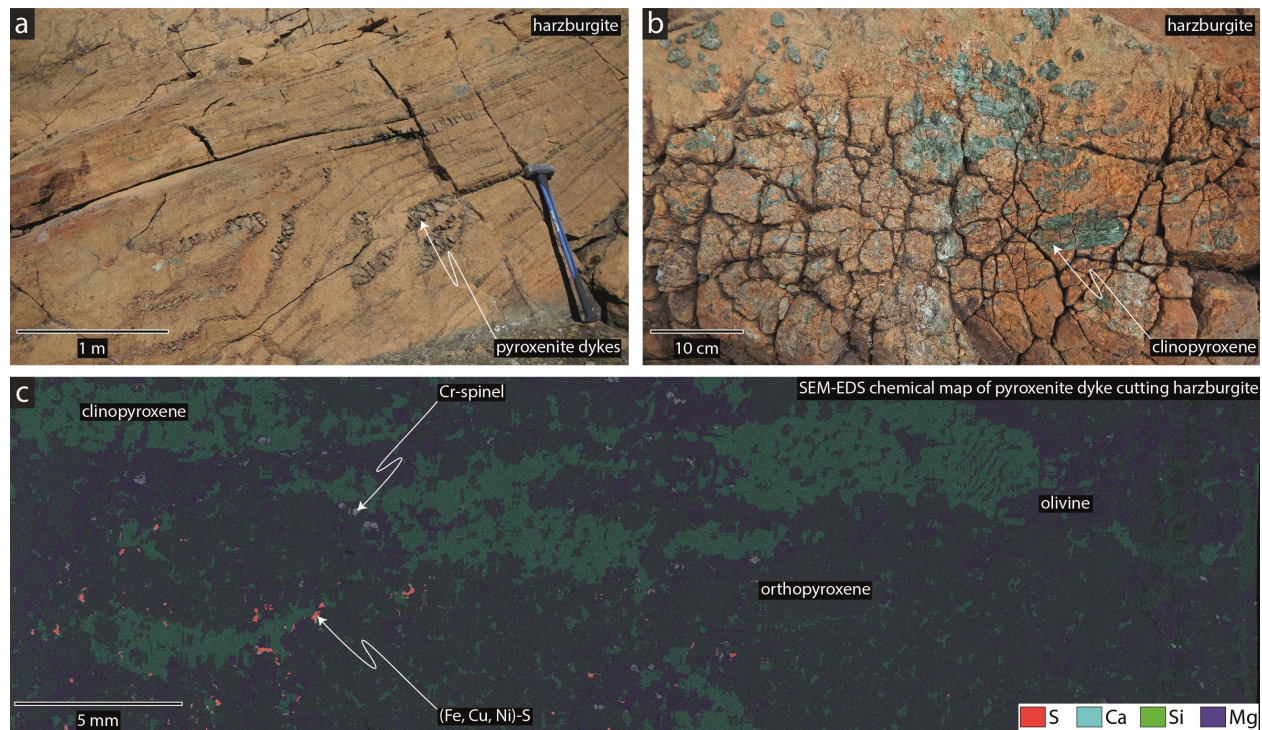 a
harzburgite
1 m
pyroxenite dykes
b
harzburgite
10 cm
clinopyroxene
c
SEM-EDS chemical map of pyroxenite dyke cutting harzburgite
clinopyroxene
Cr-spinel
olivine
orthopyroxene
(Fe, Cu, Ni)-S
5 mm
S Ca Si Mg